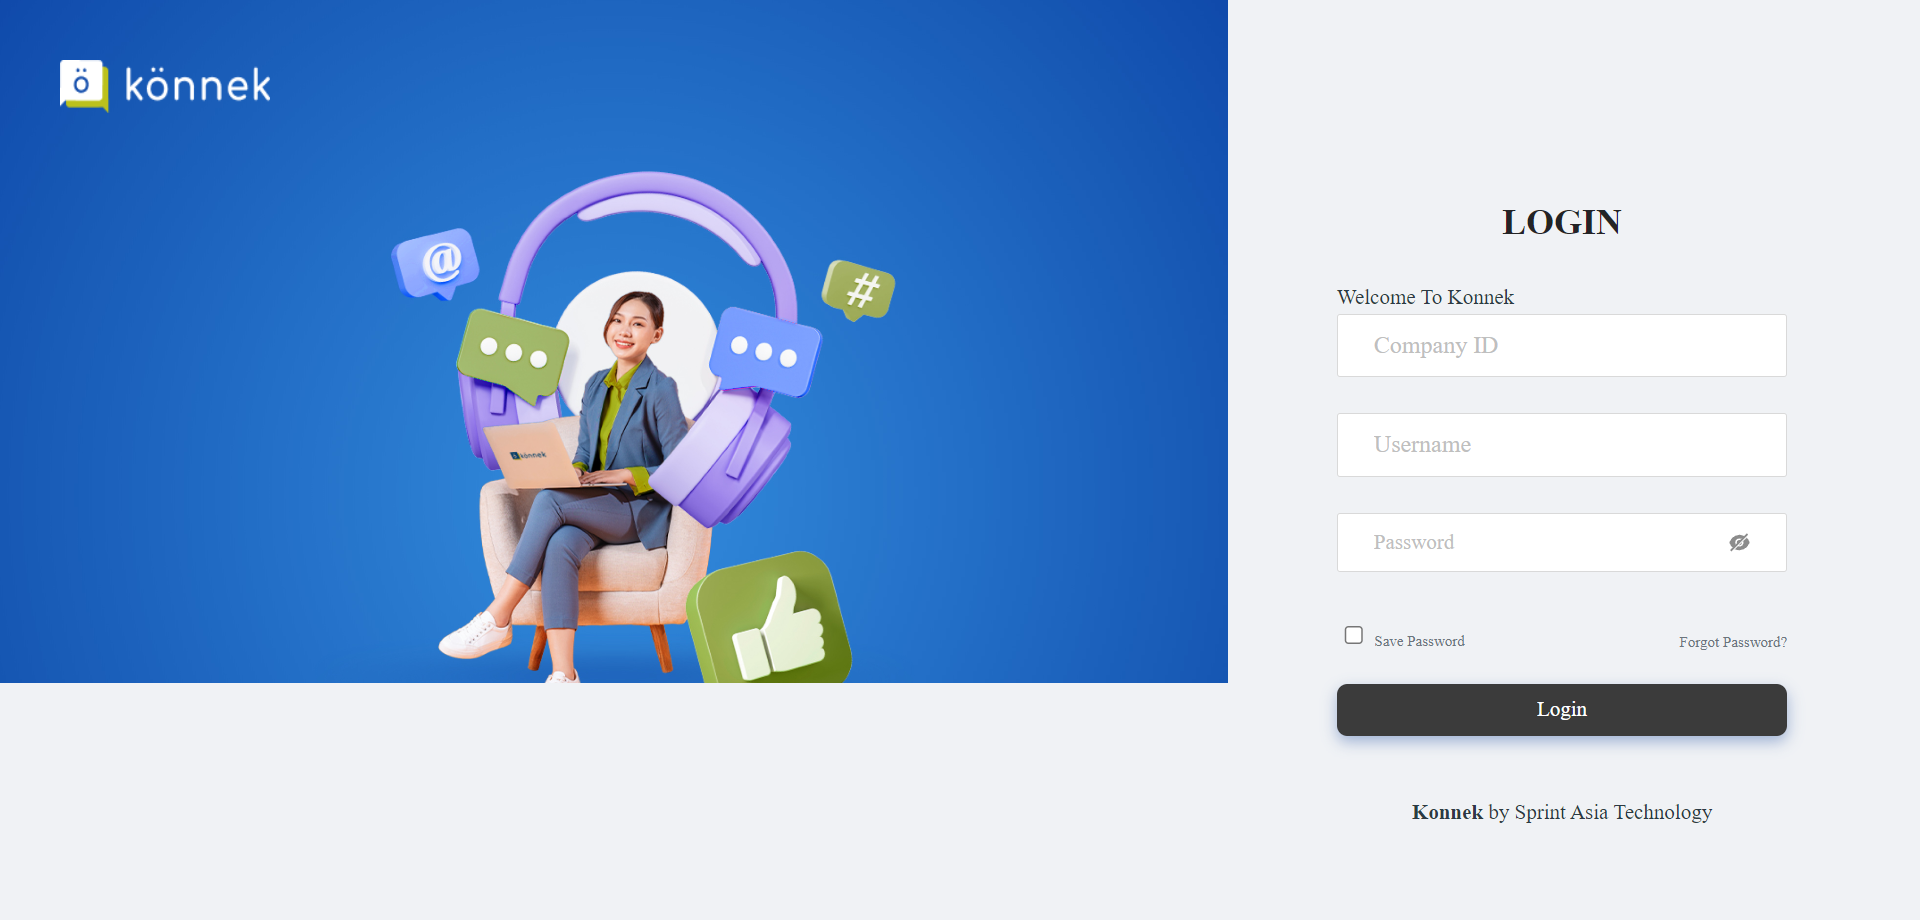 ö könnek
@
#
ö könnek
LOGIN
Welcome To Konnek
Company ID
Username
Password
Save Password
Forgot Password?
Login
Konnek by Sprint Asia Technology